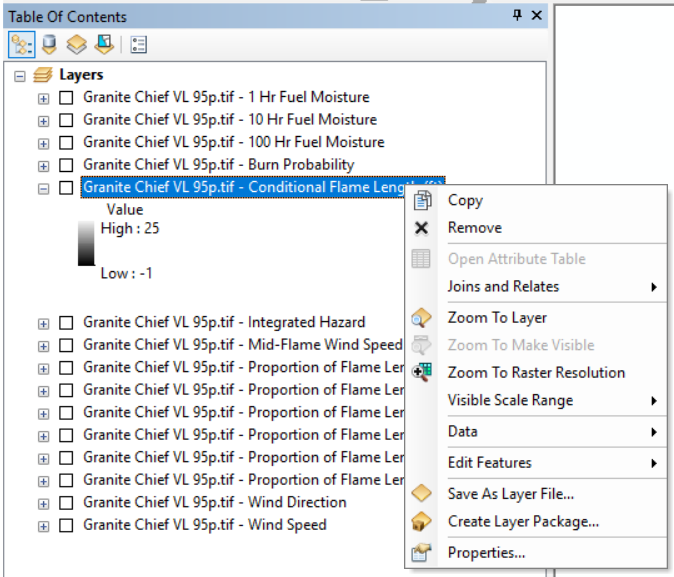 Table Of Contents
Layers
Granite Chief VL 95p.tif - 1 Hr Fuel Moisture
Granite Chief VL 95p.tif - 10 Hr Fuel Moisture
Granite Chief VL 95p.tif - 100 Hr Fuel Moisture
Granite Chief VL 95p.tif - Burn Probability
Granite Chief VL 95p.tif - Conditional Flame Length (ft)
Value
High : 25
Low : -1
Granite Chief VL 95p.tif - Integrated Hazard
Granite Chief VL 95p.tif - Mid-Flame Wind Speed
Granite Chief VL 95p.tif - Proportion of Flame Ler
Granite Chief VL 95p.tif - Proportion of Flame Ler
Granite Chief VL 95p.tif - Proportion of Flame Ler
Granite Chief VL 95p.tif - Proportion of Flame Ler
Granite Chief VL 95p.tif - Proportion of Flame Ler
Granite Chief VL 95p.tif - Proportion of Flame Ler
Granite Chief VL 95p.tif - Wind Direction
Granite Chief VL 95p.tif - Wind Speed
Copy
Remove
Open Attribute Table
Joins and Relates
Zoom To Layer
Zoom To Make Visible
Zoom To Raster Resolution
Visible Scale Range
Data
Edit Features
Save As Layer File...
Create Layer Package...
Properties...